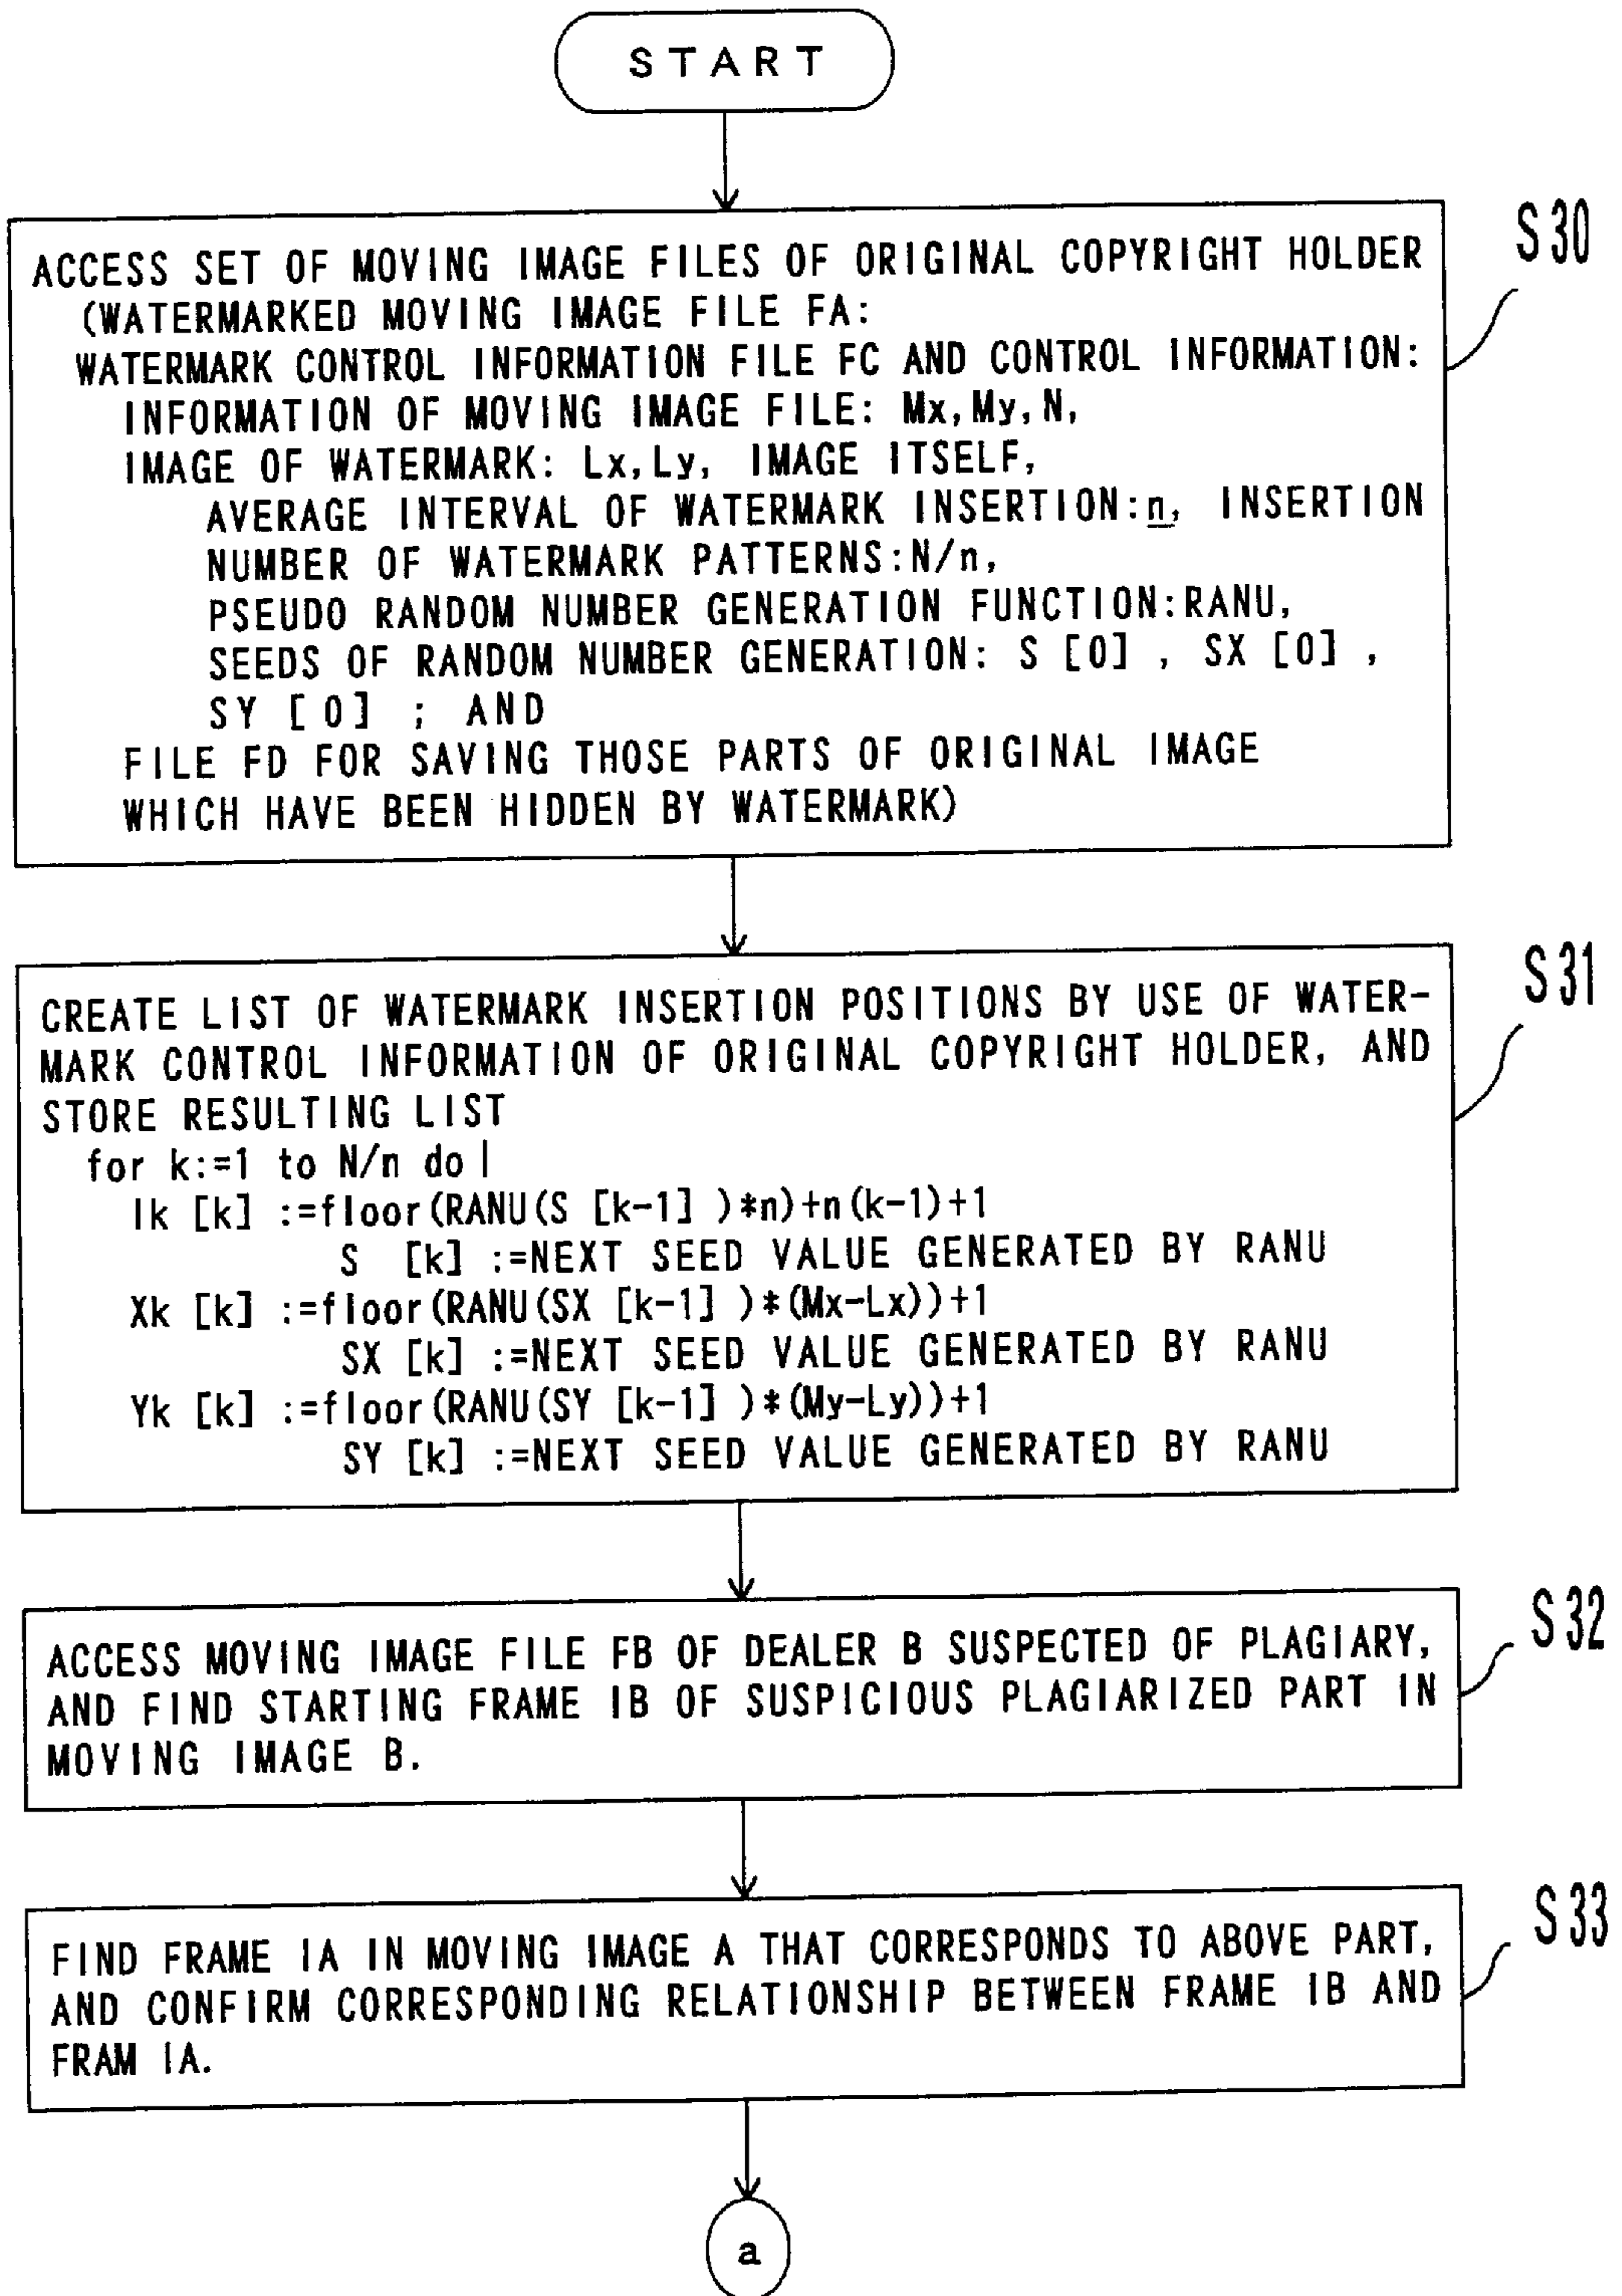 START
S30
ACCESS SET OF MOVING IMAGE FILES OF ORIGINAL COPYRIGHT HOLDER
(WATERMARKED MOVING IMAGE FILE FA:
WATERMARK CONTROL INFORMATION FILE FC AND CONTROL INFORMATION:
INFORMATION OF MOVING IMAGE FILE: Mx,My,N,
IMAGE OF WATERMARK: Lx,Ly, IMAGE ITSELF,
AVERAGE INTERVAL OF WATERMARK INSERTION:n, INSERTION
NUMBER OF WATERMARK PATTERNS:N/n,
PSEUDO RANDOM NUMBER GENERATION FUNCTION:RANU,
SEEDS OF RANDOM NUMBER GENERATION: S [0] , SX [0] ,
SY [0] ; AND
FILE FD FOR SAVING THOSE PARTS OF ORIGINAL IMAGE
WHICH HAVE BEEN HIDDEN BY WATERMARK)
S31
CREATE LIST OF WATERMARK INSERTION POSITIONS BY USE OF WATER-
MARK CONTROL INFORMATION OF ORIGINAL COPYRIGHT HOLDER, AND
STORE RESULTING LIST
for k:=1 to N/n do |
Ik [k] :=floor(RANU(S [k-1] )*n)+n(k-1)+1
S [k] :=NEXT SEED VALUE GENERATED BY RANU
Xk [k] :=floor(RANU(SX [k-1] )*(Mx-Lx))+1
SX [k] :=NEXT SEED VALUE GENERATED BY RANU
Yk [k] :=floor(RANU(SY [k-1] )*(My-Ly))+1
SY [k] :=NEXT SEED VALUE GENERATED BY RANU
S32
ACCESS MOVING IMAGE FILE FB OF DEALER B SUSPECTED OF PLAGIARY,
AND FIND STARTING FRAME IB OF SUSPICIOUS PLAGIARIZED PART IN
MOVING IMAGE B.
S33
FIND FRAME IA IN MOVING IMAGE A THAT CORRESPONDS TO ABOVE PART,
AND CONFIRM CORRESPONDING RELATIONSHIP BETWEEN FRAME IB AND
FRAM IA.
a